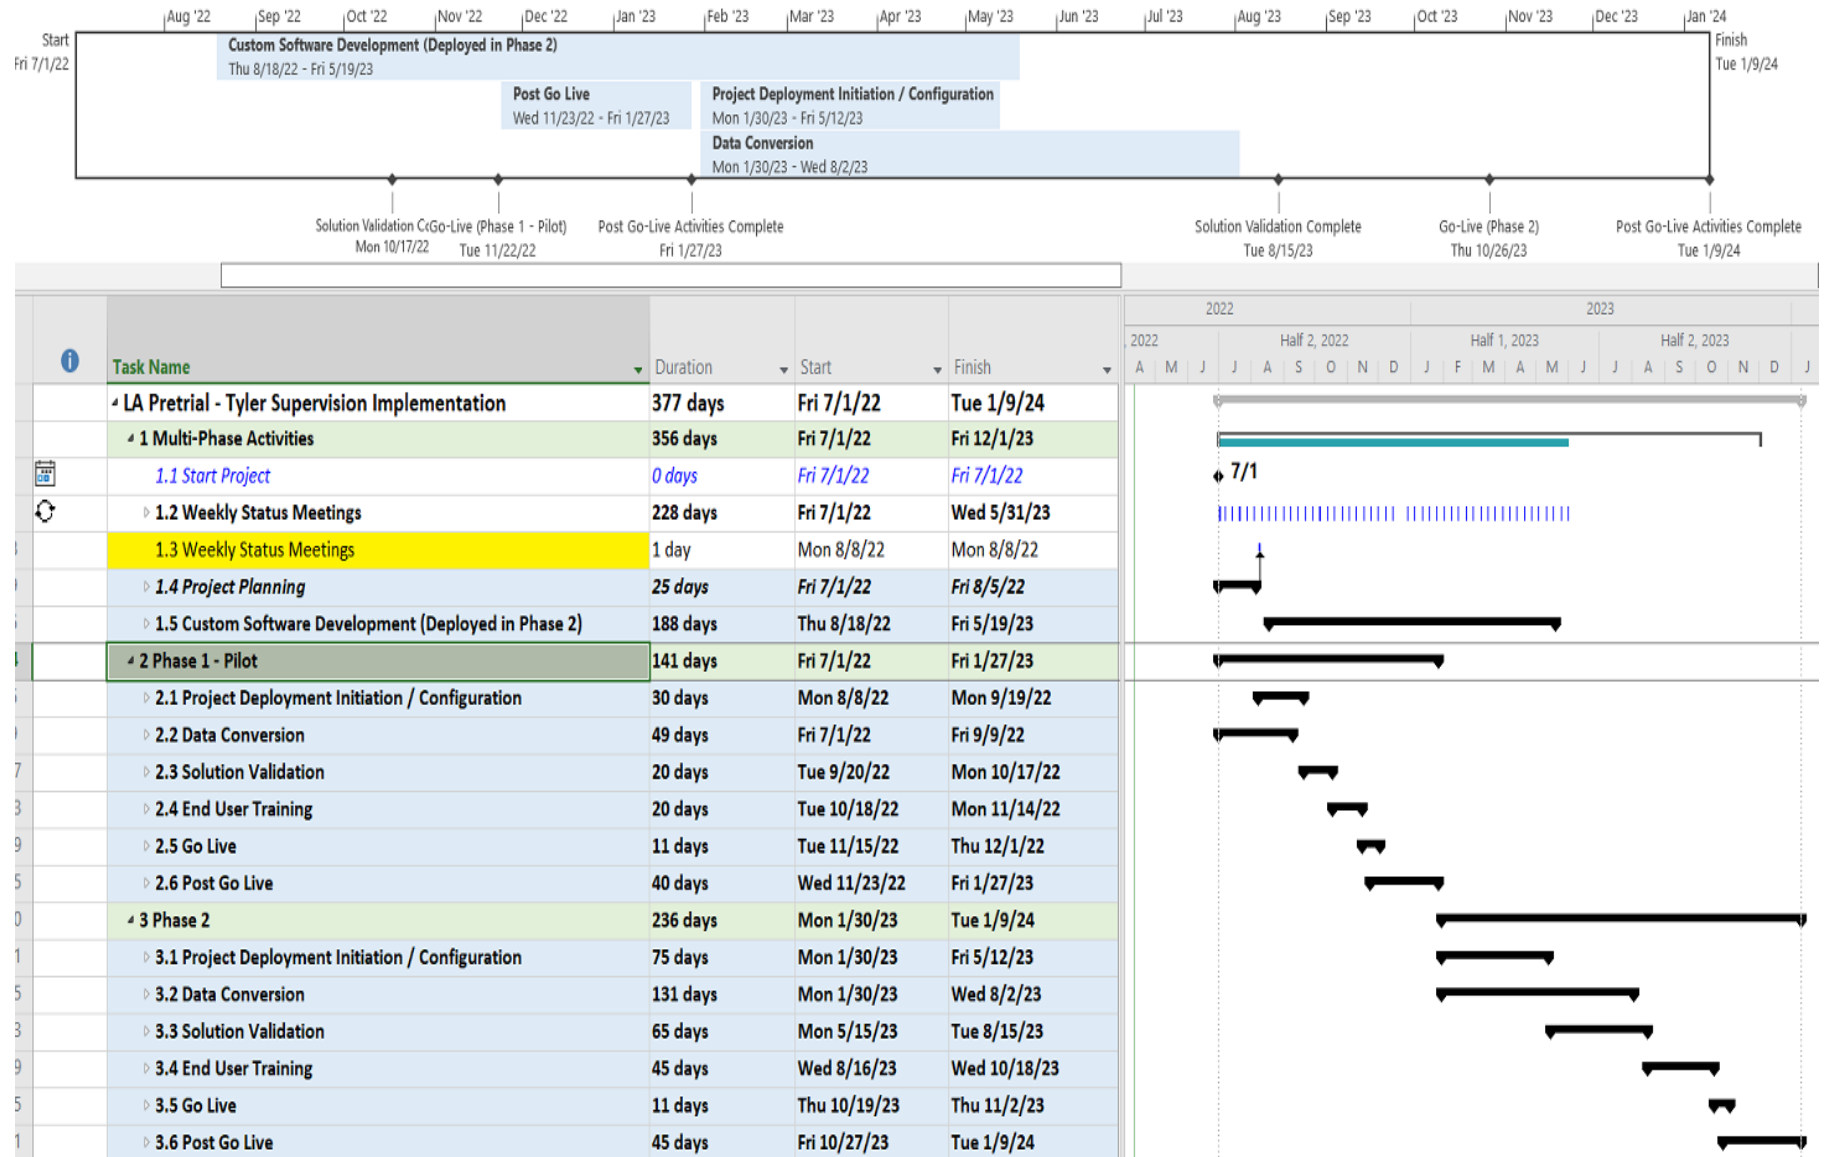 Aug '22 Sep '22 Oct '22 Nov '22 Dec '22 Jan '23 Feb '23 Mar '23 Apr '23 May '23 Jun '23 Jul '23 Aug '23 Sep '23 Oct '23 Nov '23 Dec '23 Jan '24
Start
Fri 7/1/22
Custom Software Development (Deployed in Phase 2)
Thu 8/18/22 - Fri 5/19/23
Finish
Tue 1/9/24
Post Go Live
Wed 11/23/22 - Fri 1/27/23
Project Deployment Initiation / Configuration
Mon 1/30/23 - Fri 5/12/23
Data Conversion
Mon 1/30/23 - Wed 8/2/23
Solution Validation Co
Mon 10/17/22
Go-Live (Phase 1 - Pilot)
Tue 11/22/22
Post Go-Live Activities Complete
Fri 1/27/23
Solution Validation Complete
Tue 8/15/23
Go-Live (Phase 2)
Thu 10/26/23
Post Go-Live Activities Complete
Tue 1/9/24
2022 2023
, 2022 Half 2, 2022 Half 1, 2023 Half 2, 2023
i Task Name Duration Start Finish A M J J A S O N D J F M A M J J A S O N D J
LA Pretrial - Tyler Supervision Implementation 377 days Fri 7/1/22 Tue 1/9/24
1 Multi-Phase Activities 356 days Fri 7/1/22 Fri 12/1/23
1.1 Start Project 0 days Fri 7/1/22 Fri 7/1/22 7/1
1.2 Weekly Status Meetings 228 days Fri 7/1/22 Wed 5/31/23
1.3 Weekly Status Meetings 1 day Mon 8/8/22 Mon 8/8/22
1.4 Project Planning 25 days Fri 7/1/22 Fri 8/5/22
1.5 Custom Software Development (Deployed in Phase 2) 188 days Thu 8/18/22 Fri 5/19/23
2 Phase 1 - Pilot 141 days Fri 7/1/22 Fri 1/27/23
2.1 Project Deployment Initiation / Configuration 30 days Mon 8/8/22 Mon 9/19/22
2.2 Data Conversion 49 days Fri 7/1/22 Fri 9/9/22
2.3 Solution Validation 20 days Tue 9/20/22 Mon 10/17/22
2.4 End User Training 20 days Tue 10/18/22 Mon 11/14/22
2.5 Go Live 11 days Tue 11/15/22 Thu 12/1/22
2.6 Post Go Live 40 days Wed 11/23/22 Fri 1/27/23
3 Phase 2 236 days Mon 1/30/23 Tue 1/9/24
3.1 Project Deployment Initiation / Configuration 75 days Mon 1/30/23 Fri 5/12/23
3.2 Data Conversion 131 days Mon 1/30/23 Wed 8/2/23
3.3 Solution Validation 65 days Mon 5/15/23 Tue 8/15/23
3.4 End User Training 45 days Wed 8/16/23 Wed 10/18/23
3.5 Go Live 11 days Thu 10/19/23 Thu 11/2/23
3.6 Post Go Live 45 days Fri 10/27/23 Tue 1/9/24